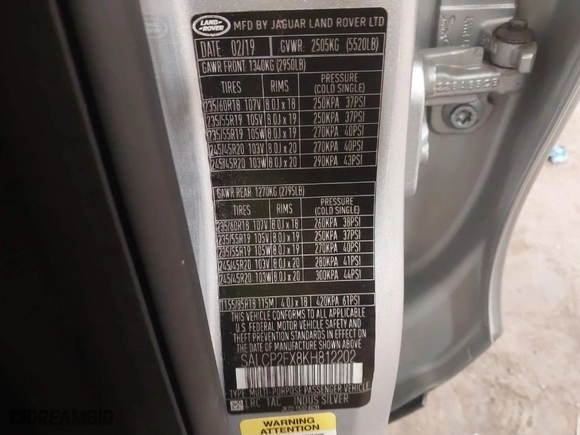 LAND ROVER
MFD BY JAGUAR LAND ROVER LTD
DATE 02/19 GVWR: 2505KG (5520LB)
GAWR FRONT 1340KG (2950LB)
TIRES RIMS PRESSURE (COLD SINGLE)
235/60R18 107V 8.0J x 18 250KPA 37PSI
235/55R19 105V 8.0J x 19 250KPA 37PSI
235/55R19 105W 8.0J x 19 270KPA 40PSI
245/45R20 103V 8.0J x 20 270KPA 40PSI
245/45R20 103W 8.0J x 20 290KPA 43PSI
GAWR REAR 1270KG (2795LB)
TIRES RIMS PRESSURE (COLD SINGLE)
235/60R18 107V 8.0J x 18 260KPA 38PSI
235/55R19 105V 8.0J x 19 250KPA 37PSI
235/55R19 105W 8.0J x 19 270KPA 40PSI
245/45R20 103V 8.0J x 20 280KPA 41PSI
245/45R20 103W 8.0J x 20 300KPA 44PSI
T155/85R18 115M 4.0J x 18 420KPA 61PSI
THIS VEHICLE CONFORMS TO ALL APPLICABLE
U.S. FEDERAL MOTOR VEHICLE SAFETY
STANDARDS IN EFFECT ON THE
DATE OF MANUFACTURE SHOWN ABOVE.
SALCP2FX8KH812202
TYPE: MULTI-PURPOSE PASSENGER VEHICLE
LRC 1AC INDUS SILVER
WARNING
ATTENTION
DREAMBID